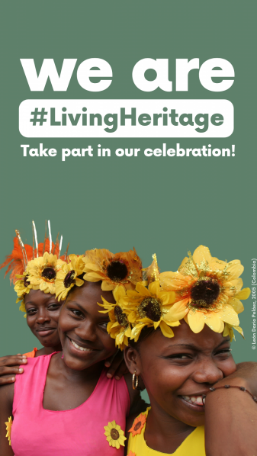 we are
#LivingHeritage
Take part in our celebration!